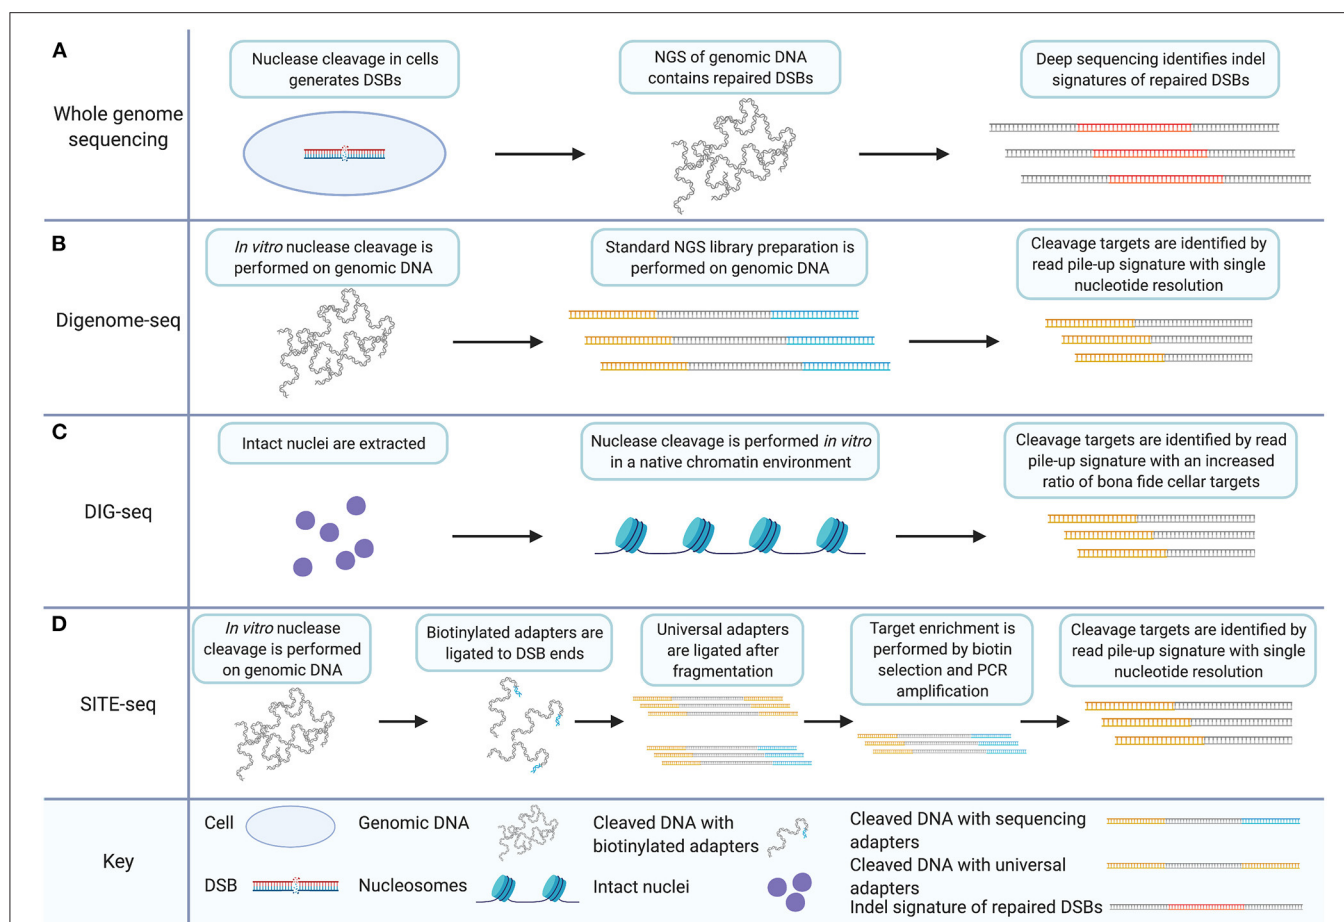 A
Whole genome
sequencing
Nuclease cleavage in cells
generates DSBs
NGS of genomic DNA
contains repaired DSBs
Deep sequencing identifies indel
signatures of repaired DSBs
B
Digenome-seq
In vitro nuclease cleavage is
performed on genomic DNA
Standard NGS library preparation is
performed on genomic DNA
Cleavage targets are identified by
read pile-up signature with single
nucleotide resolution
C
DIG-seq
Intact nuclei are extracted
Nuclease cleavage is performed in vitro
in a native chromatin environment
Cleavage targets are identified by read
pile-up signature with an increased
ratio of bona fide cellar targets
D
SITE-seq
In vitro nuclease
cleavage is performed
on genomic DNA
Biotinylated adapters are
ligated to DSB ends
Universal adapters
are ligated after
fragmentation
Target enrichment is
performed by biotin
selection and PCR
amplification
Cleavage targets are identified by
read pile-up signature with single
nucleotide resolution
Key
Cell
DSB
Genomic DNA
Nucleosomes
Cleaved DNA with
biotinylated adapters
Intact nuclei
Cleaved DNA with sequencing
adapters
Cleaved DNA with universal
adapters
Indel signature of repaired DSBs